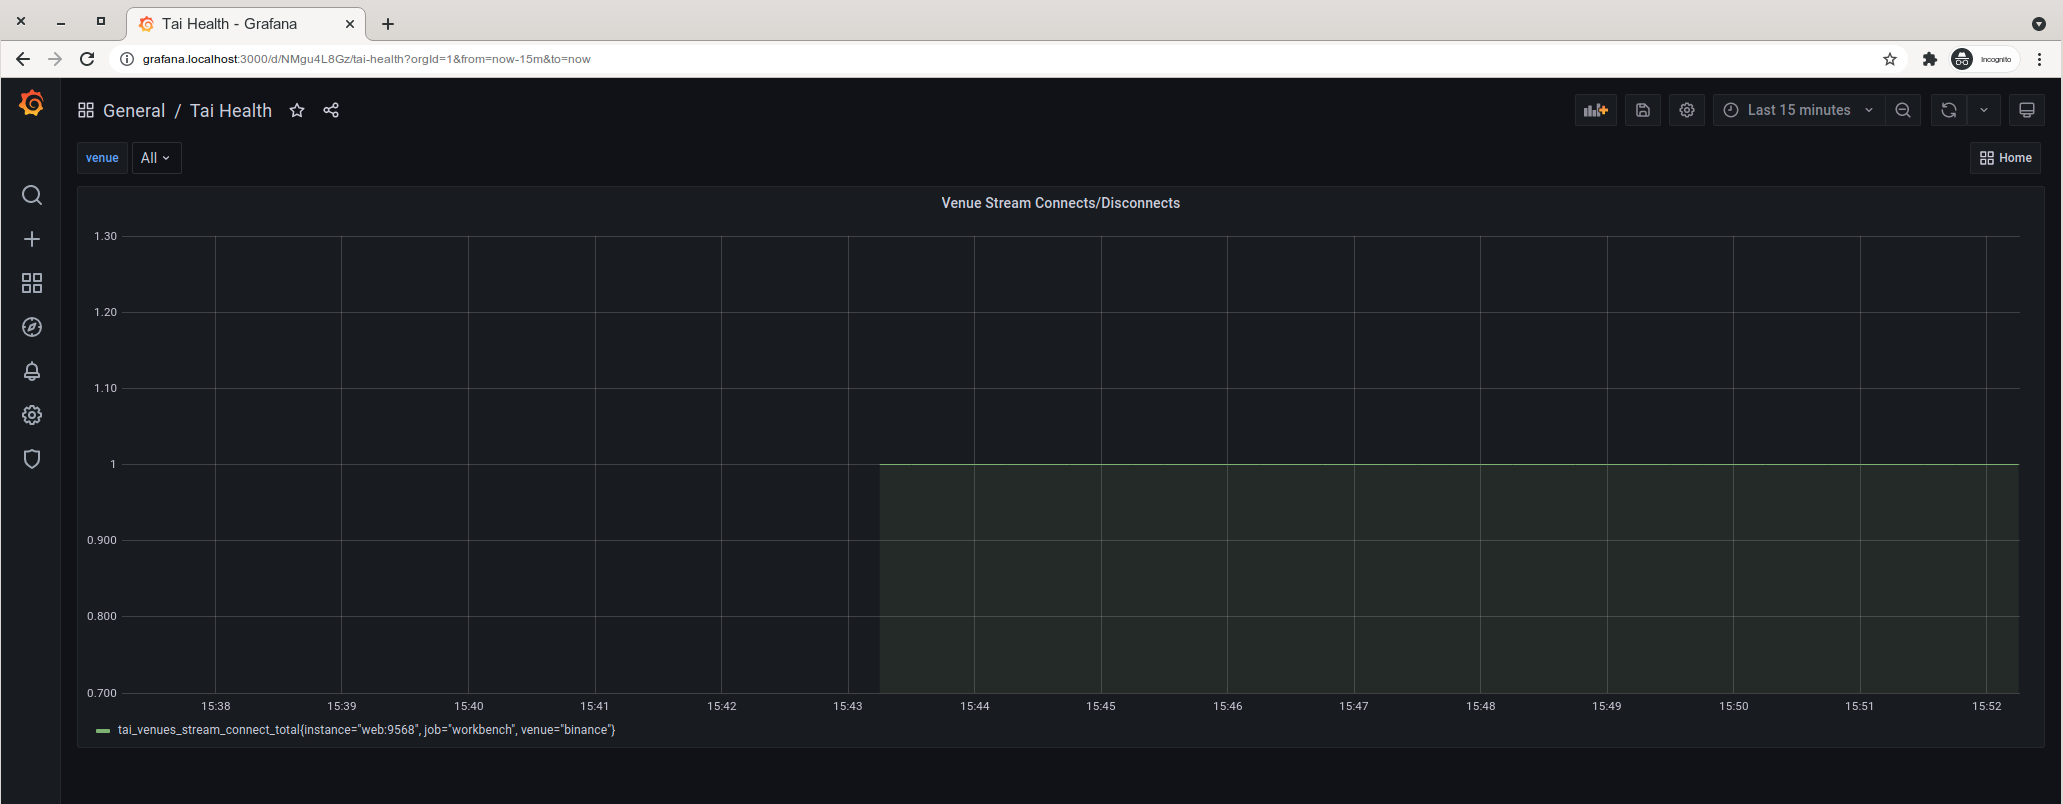 Tai Health - Grafana
grafana.localhost:3000/d/NMgu4L8Gz/tai-health?orgId=1&from=now-15m&to=now
Incognito
General / Tai Health
Last 15 minutes
venue All
Home
Venue Stream Connects/Disconnects
1.30
1.20
1.10
1
0.900
0.800
0.700
15:38 15:39 15:40 15:41 15:42 15:43 15:44 15:45 15:46 15:47 15:48 15:49 15:50 15:51 15:52
tai_venues_stream_connect_total{instance="web:9568", job="workbench", venue="binance"}